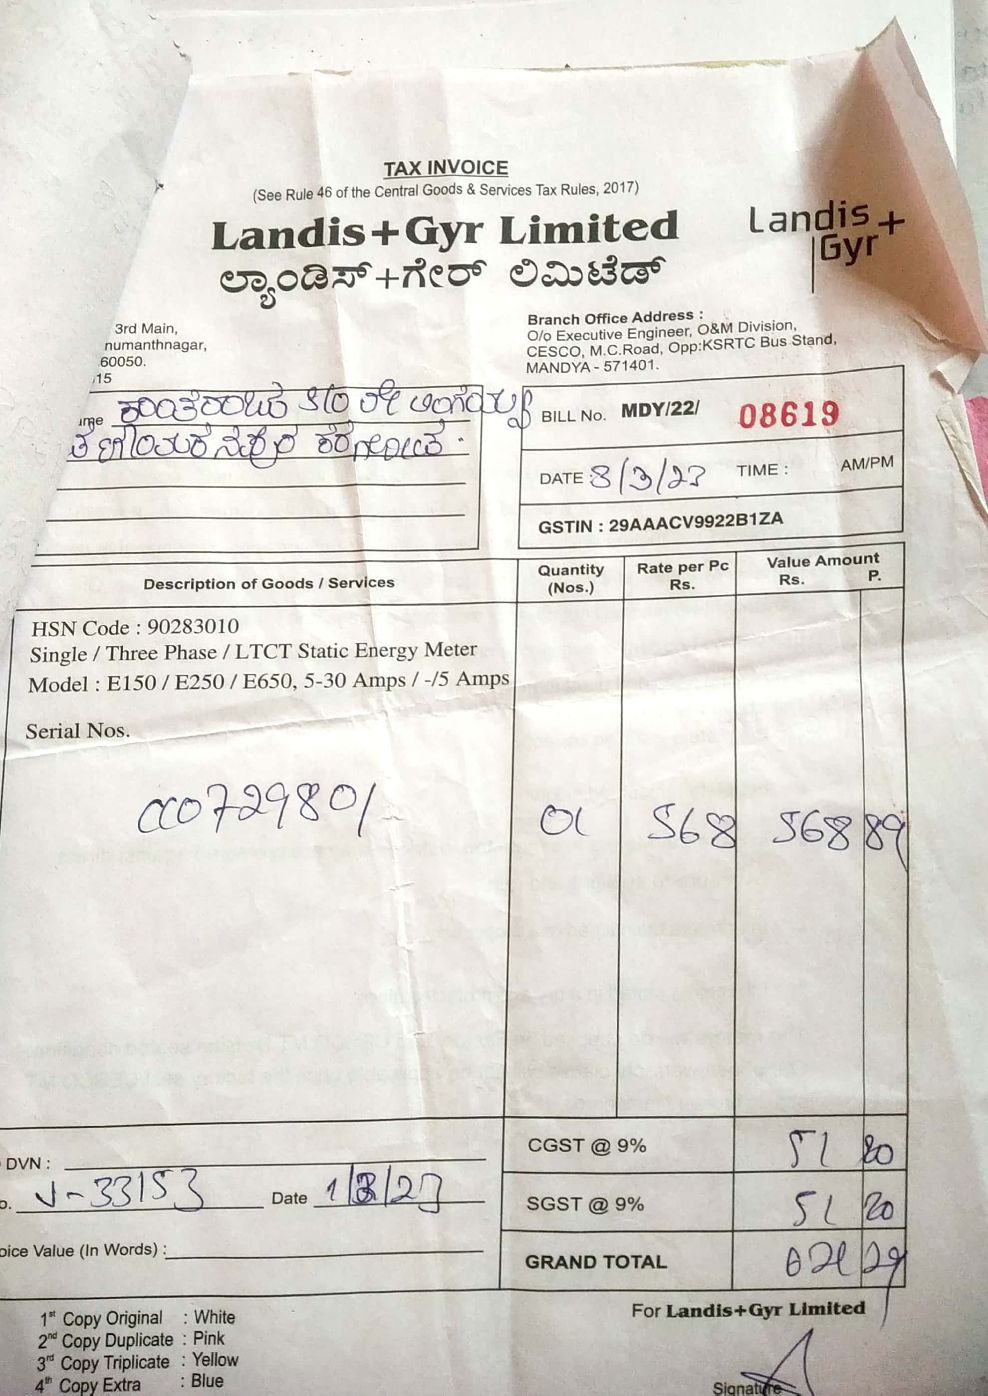 TAX INVOICE
(See Rule 46 of the Central Goods & Services Tax Rules, 2017)
Landis+Gyr Limited
Landis+
Gyr
ಲ್ಯಾಂಡಿಸ್+ಗೇರ್ ಲಿಮಿಟೆಡ್
3rd Main,
numanthnagar,
60050.
15
Branch Office Address :
O/o Executive Engineer, O&M Division,
CESCO, M.C.Road, Opp:KSRTC Bus Stand,
MANDYA - 571401.
ame
BILL No. MDY/22/ 08619
DATE : 8/3/23 TIME : AM/PM
GSTIN : 29AAACV9922B1ZA
Description of Goods / Services
Quantity (Nos.)
Rate per Pc Rs.
Value Amount Rs. P.
HSN Code : 90283010
Single / Three Phase / LTCT Static Energy Meter
Model : E150 / E250 / E650, 5-30 Amps / -/5 Amps
Serial Nos.
01 568 568 89
CGST @ 9% 51 20
DVN :
o. V-33153 Date
SGST @ 9% 51 20
oice Value (In Words) :
GRAND TOTAL 29
1st Copy Original : White
2nd Copy Duplicate : Pink
3rd Copy Triplicate : Yellow
4th Copy Extra : Blue
For Landis+Gyr Limited
Signature